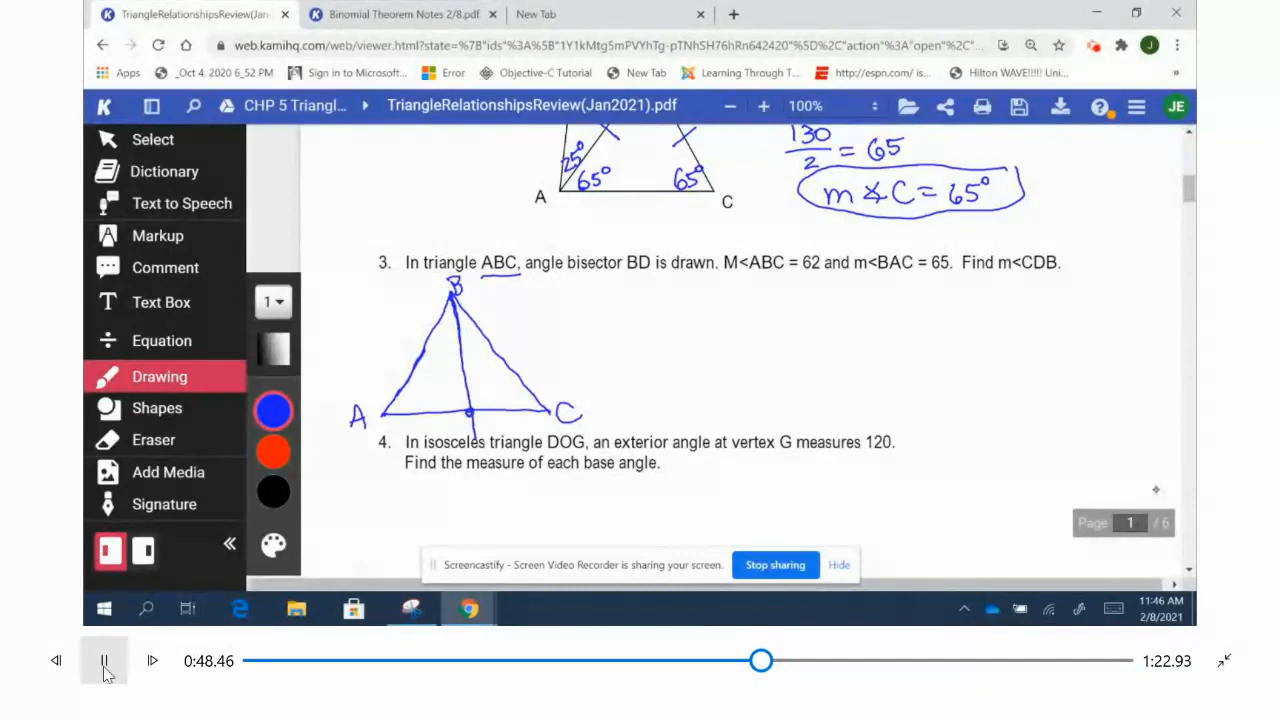 TriangleRelationshipsReview(Jan
Binomial Theorem Notes 2/8.pdf
New Tab
web.kamihq.com/web/viewer.html?state=%7B"ids"%3A%5B"1Y1kMtg5mPVYhTg-pTNhSH76hRn642420"%5D%2C"action"%3A"open"%2C"...
Apps
_Oct 4, 2020 6_52 PM
Sign in to Microsoft...
Error
Objective-C Tutorial
New Tab
Learning Through T...
http://espn.com/ is...
Hilton WAVE!!!!! Uni...
»
K
CHP 5 Triangl...
TriangleRelationshipsReview(Jan2021).pdf
100%
JE
Select
Dictionary
Text to Speech
Markup
Comment
Text Box
Equation
Drawing
Shapes
Eraser
Add Media
Signature
1
25°
65°
65°
A
C
130
2
= 65
m∡C = 65°
3. In triangle ABC, angle bisector BD is drawn. M<ABC = 62 and m<BAC = 65. Find m<CDB.
B
A
C
4. In isosceles triangle DOG, an exterior angle at vertex G measures 120.
Find the measure of each base angle.
Page 1 / 6
Screencastify - Screen Video Recorder is sharing your screen.
Stop sharing
Hide
11:46 AM
2/8/2021
0:48.46
1:22.93